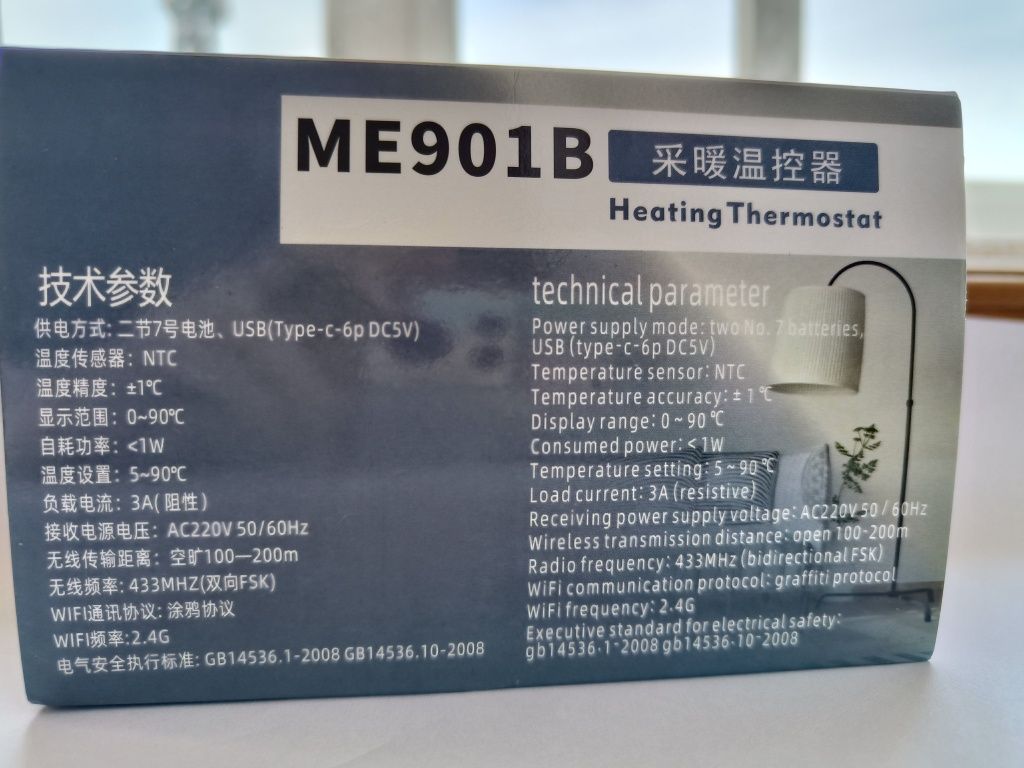 ME901B 采暖温控器
Heating Thermostat
技术参数
供电方式: 二节7号电池、USB(Type-c-6p DC5V)
温度传感器: NTC
温度精度: ±1℃
显示范围: 0~90℃
自耗功率: <1W
温度设置: 5~90℃
负载电流: 3A( 阻性)
接收电源电压: AC220V 50/60Hz
无线传输距离: 空旷100—200m
无线频率: 433MHZ(双向FSK)
WIFI通讯协议: 涂鸦协议
WIFI频率:2.4G
电气安全执行标准: GB14536.1-2008 GB14536.10-2008
technical parameter
Power supply mode: two No. 7 batteries,
USB (type-c-6p DC5V)
Temperature sensor: NTC
Temperature accuracy: ± 1 ℃
Display range: 0 ~ 90 ℃
Consumed power: < 1W
Temperature setting: 5 ~ 90 ℃
Load current: 3A (resistive)
Receiving power supply voltage: AC220V 50 / 60Hz
Wireless transmission distance: open 100-200m
Radio frequency: 433MHz (bidirectional FSK)
WiFi communication protocol: graffiti protocol
WiFi frequency: 2.4G
Executive standard for electrical safety:
gb14536.1-2008 gb14536.10-2008